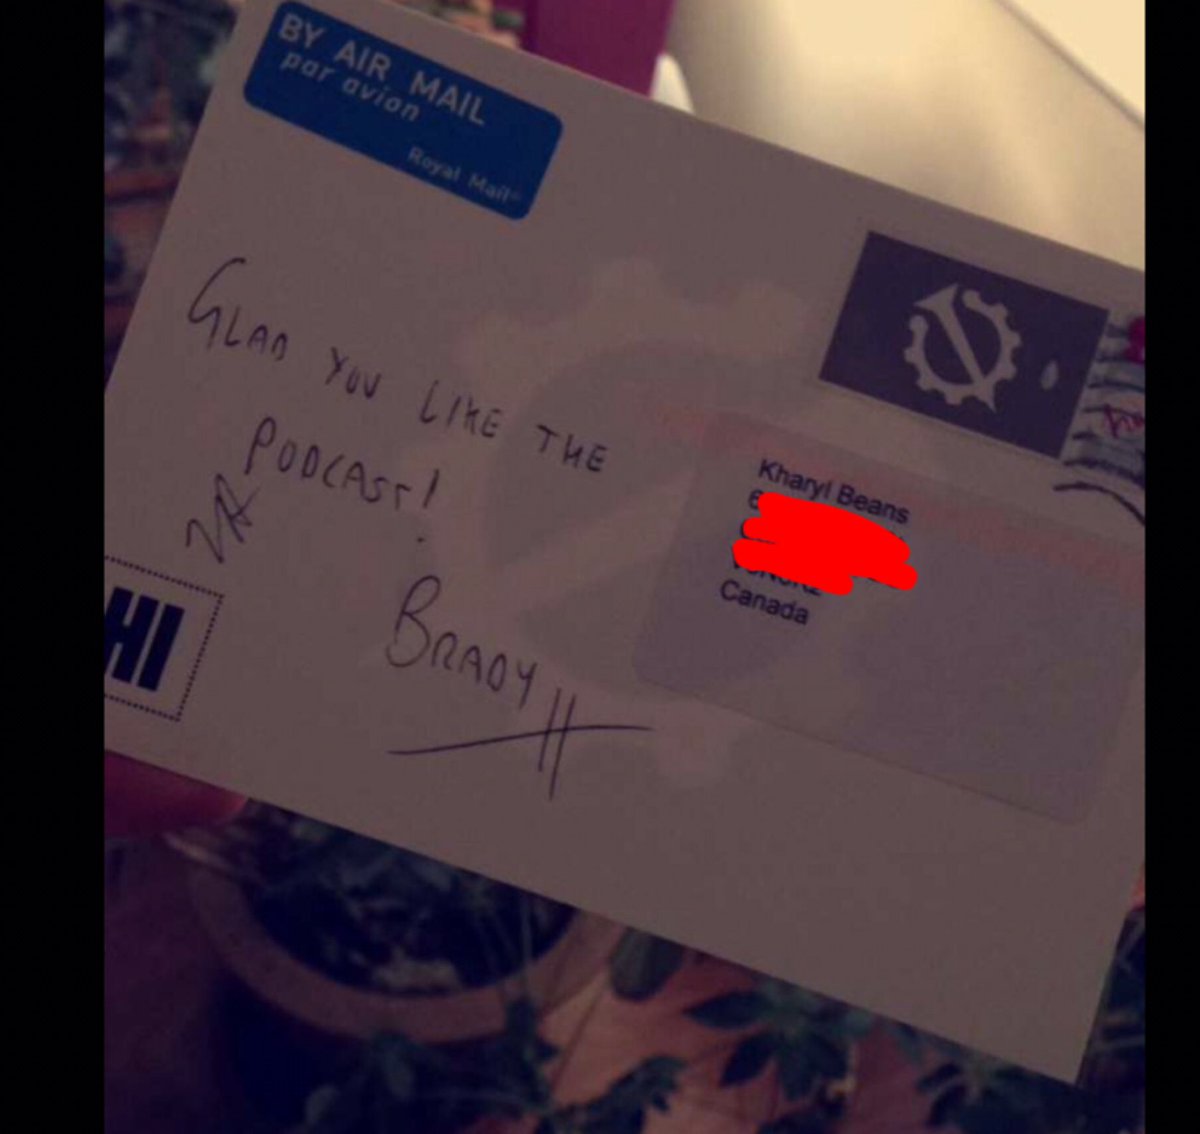 BY AIR MAIL
par avion
Royal Mail
GLAD YOU LIKE THE
PODCAST!
BRADY
HI
Kharyl Beans
Canada